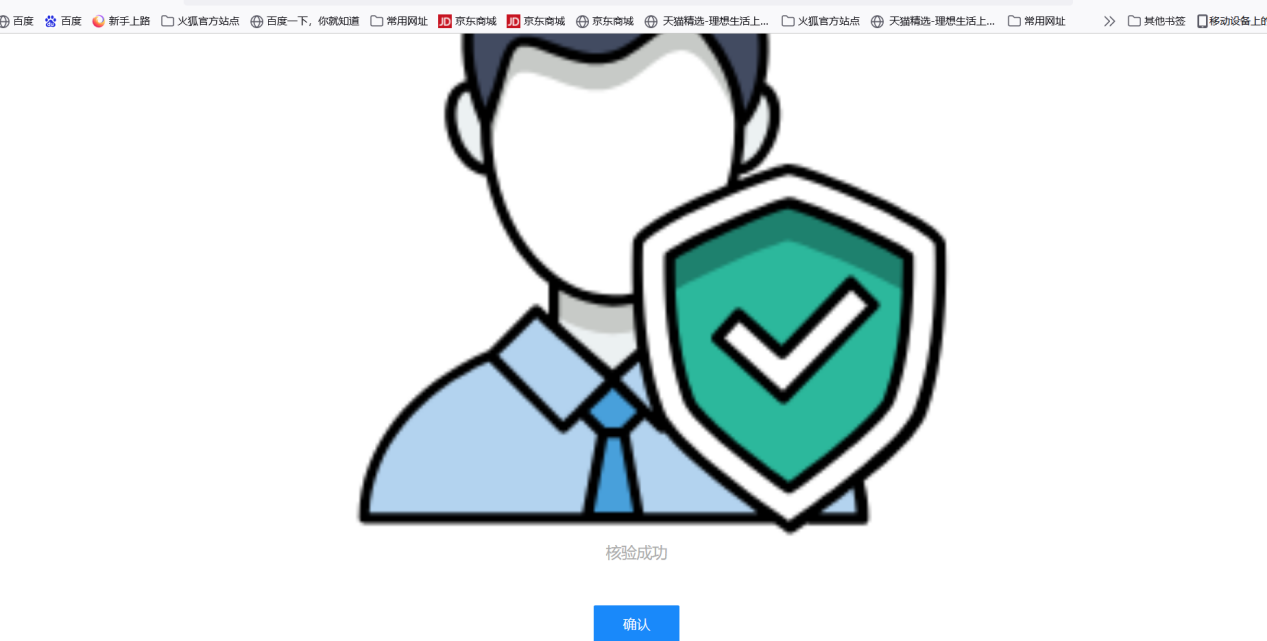 百度 百度 新手上路 火狐官方站点 百度一下，你就知道 常用网址 JD 京东商城 JD 京东商城 京东商城 天猫精选-理想生活上... 火狐官方站点 天猫精选-理想生活上... 常用网址 其他书签 移动设备上的
核验成功
确认